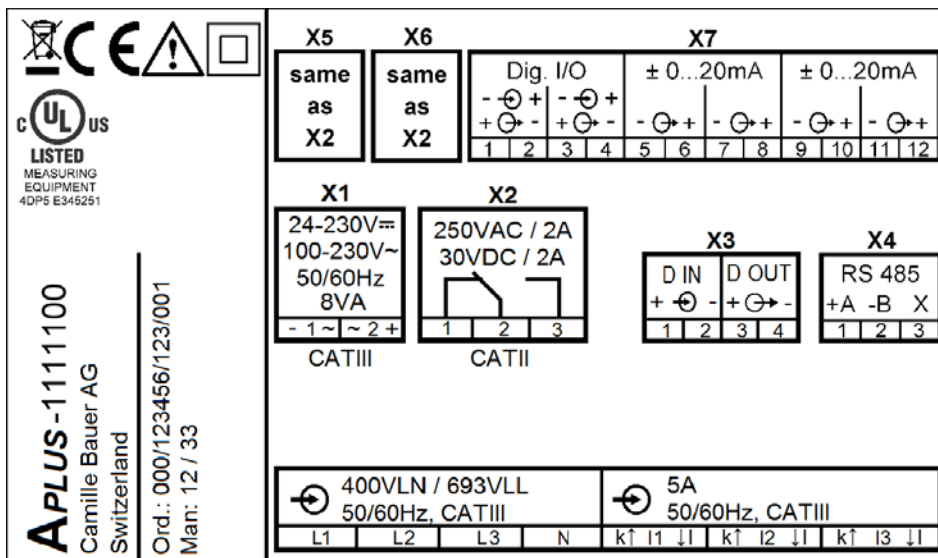 C UL US
LISTED
MEASURING
EQUIPMENT
4DP5 E345251
APLUS-1111100
Camille Bauer AG
Switzerland
Ord.: 000/123456/123/001
Man: 12 / 33
X5
same
as
X2
X6
same
as
X2
X7
Dig. I/O ± 0...20mA ± 0...20mA
- + - +
+ - + - - + - + - + - +
1 2 3 4 5 6 7 8 9 10 11 12
X1
24-230V⎓
100-230V~
50/60Hz
8VA
- 1 ~ ~ 2 +
CATIII
X2
250VAC / 2A
30VDC / 2A
1 2 3
CATII
X3
D IN D OUT
+ - + -
1 2 3 4
X4
RS 485
+A -B X
1 2 3
400VLN / 693VLL
50/60Hz, CATIII
L1 L2 L3 N
5A
50/60Hz, CATIII
k↑ I1 ↓l k↑ I2 ↓l k↑ I3 ↓l